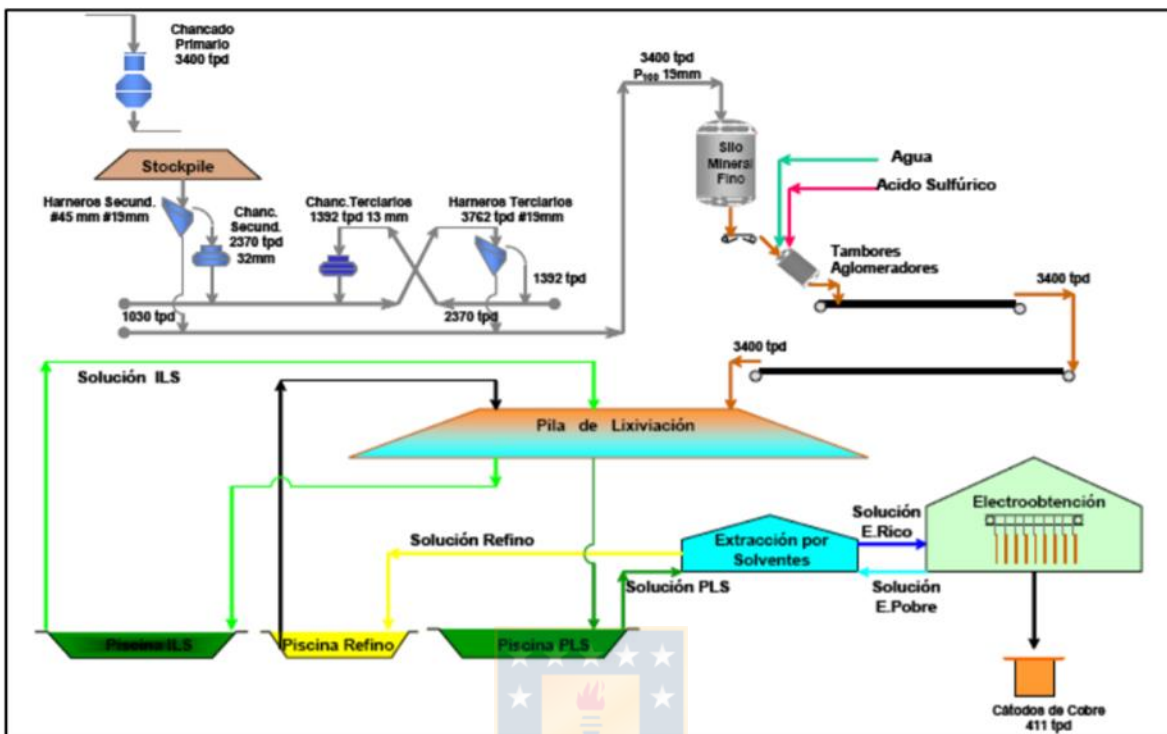 Chancado
Primario
3400 tpd
Stockpile
Harneros Secund.
#45 mm #19mm
Chanc.
Secund.
2370 tpd
32mm
Chanc.Terciarios
1392 tpd 13 mm
Harneros Terciarios
3762 tpd #19mm
1392 tpd
1030 tpd
2370 tpd
3400 tpd
P₁₀₀ 19mm
Silo
Mineral
Fino
Agua
Acido Sulfúrico
Tambores
Aglomeradores
3400 tpd
3400 tpd
Solución ILS
Pila de Lixiviación
Electroobtención
Solución
E.Rico
Solución Refino
Extracción por
Solventes
Solución PLS
Solución
E.Pobre
Piscina ILS
Piscina Refino
Piscina PLS
Cátodos de Cobre
411 tpd